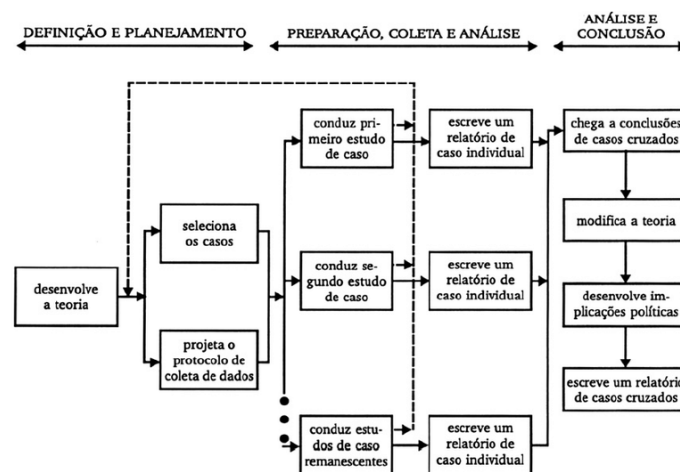 DEFINIÇÃO E PLANEJAMENTO
PREPARAÇÃO, COLETA E ANÁLISE
ANÁLISE E
CONCLUSÃO
desenvolve
a teoria
seleciona
os casos
projeta o
protocolo de
coleta de dados
conduz pri-
meiro estudo
de caso
escreve um
relatório de
caso individual
conduz se-
gundo estudo
de caso
escreve um
relatório de
caso individual
conduz estu-
dos de caso
remanescentes
escreve um
relatório de
caso individual
chega a conclusões
de casos cruzados
modifica a teoria
desenvolve im-
plicações políticas
escreve um relatório
de casos cruzados